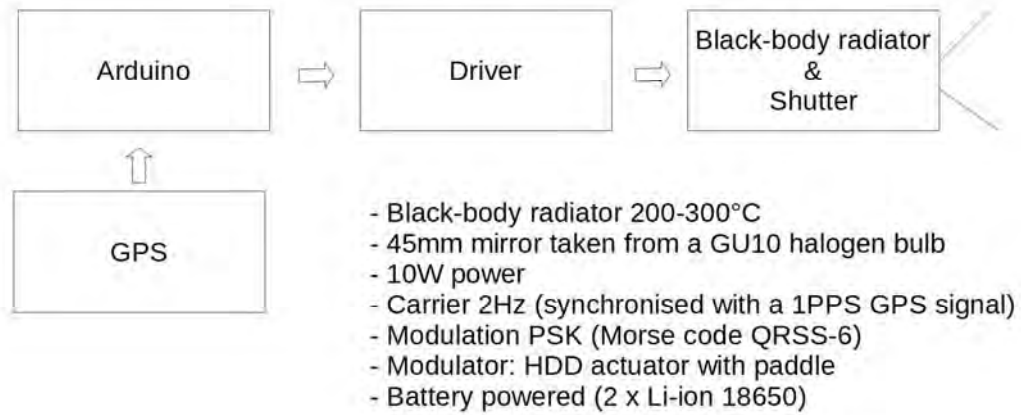 Arduino
Driver
Black-body radiator
&
Shutter
GPS
- Black-body radiator 200-300°C
- 45mm mirror taken from a GU10 halogen bulb
- 10W power
- Carrier 2Hz (synchronised with a 1PPS GPS signal)
- Modulation PSK (Morse code QRSS-6)
- Modulator: HDD actuator with paddle
- Battery powered (2 x Li-ion 18650)